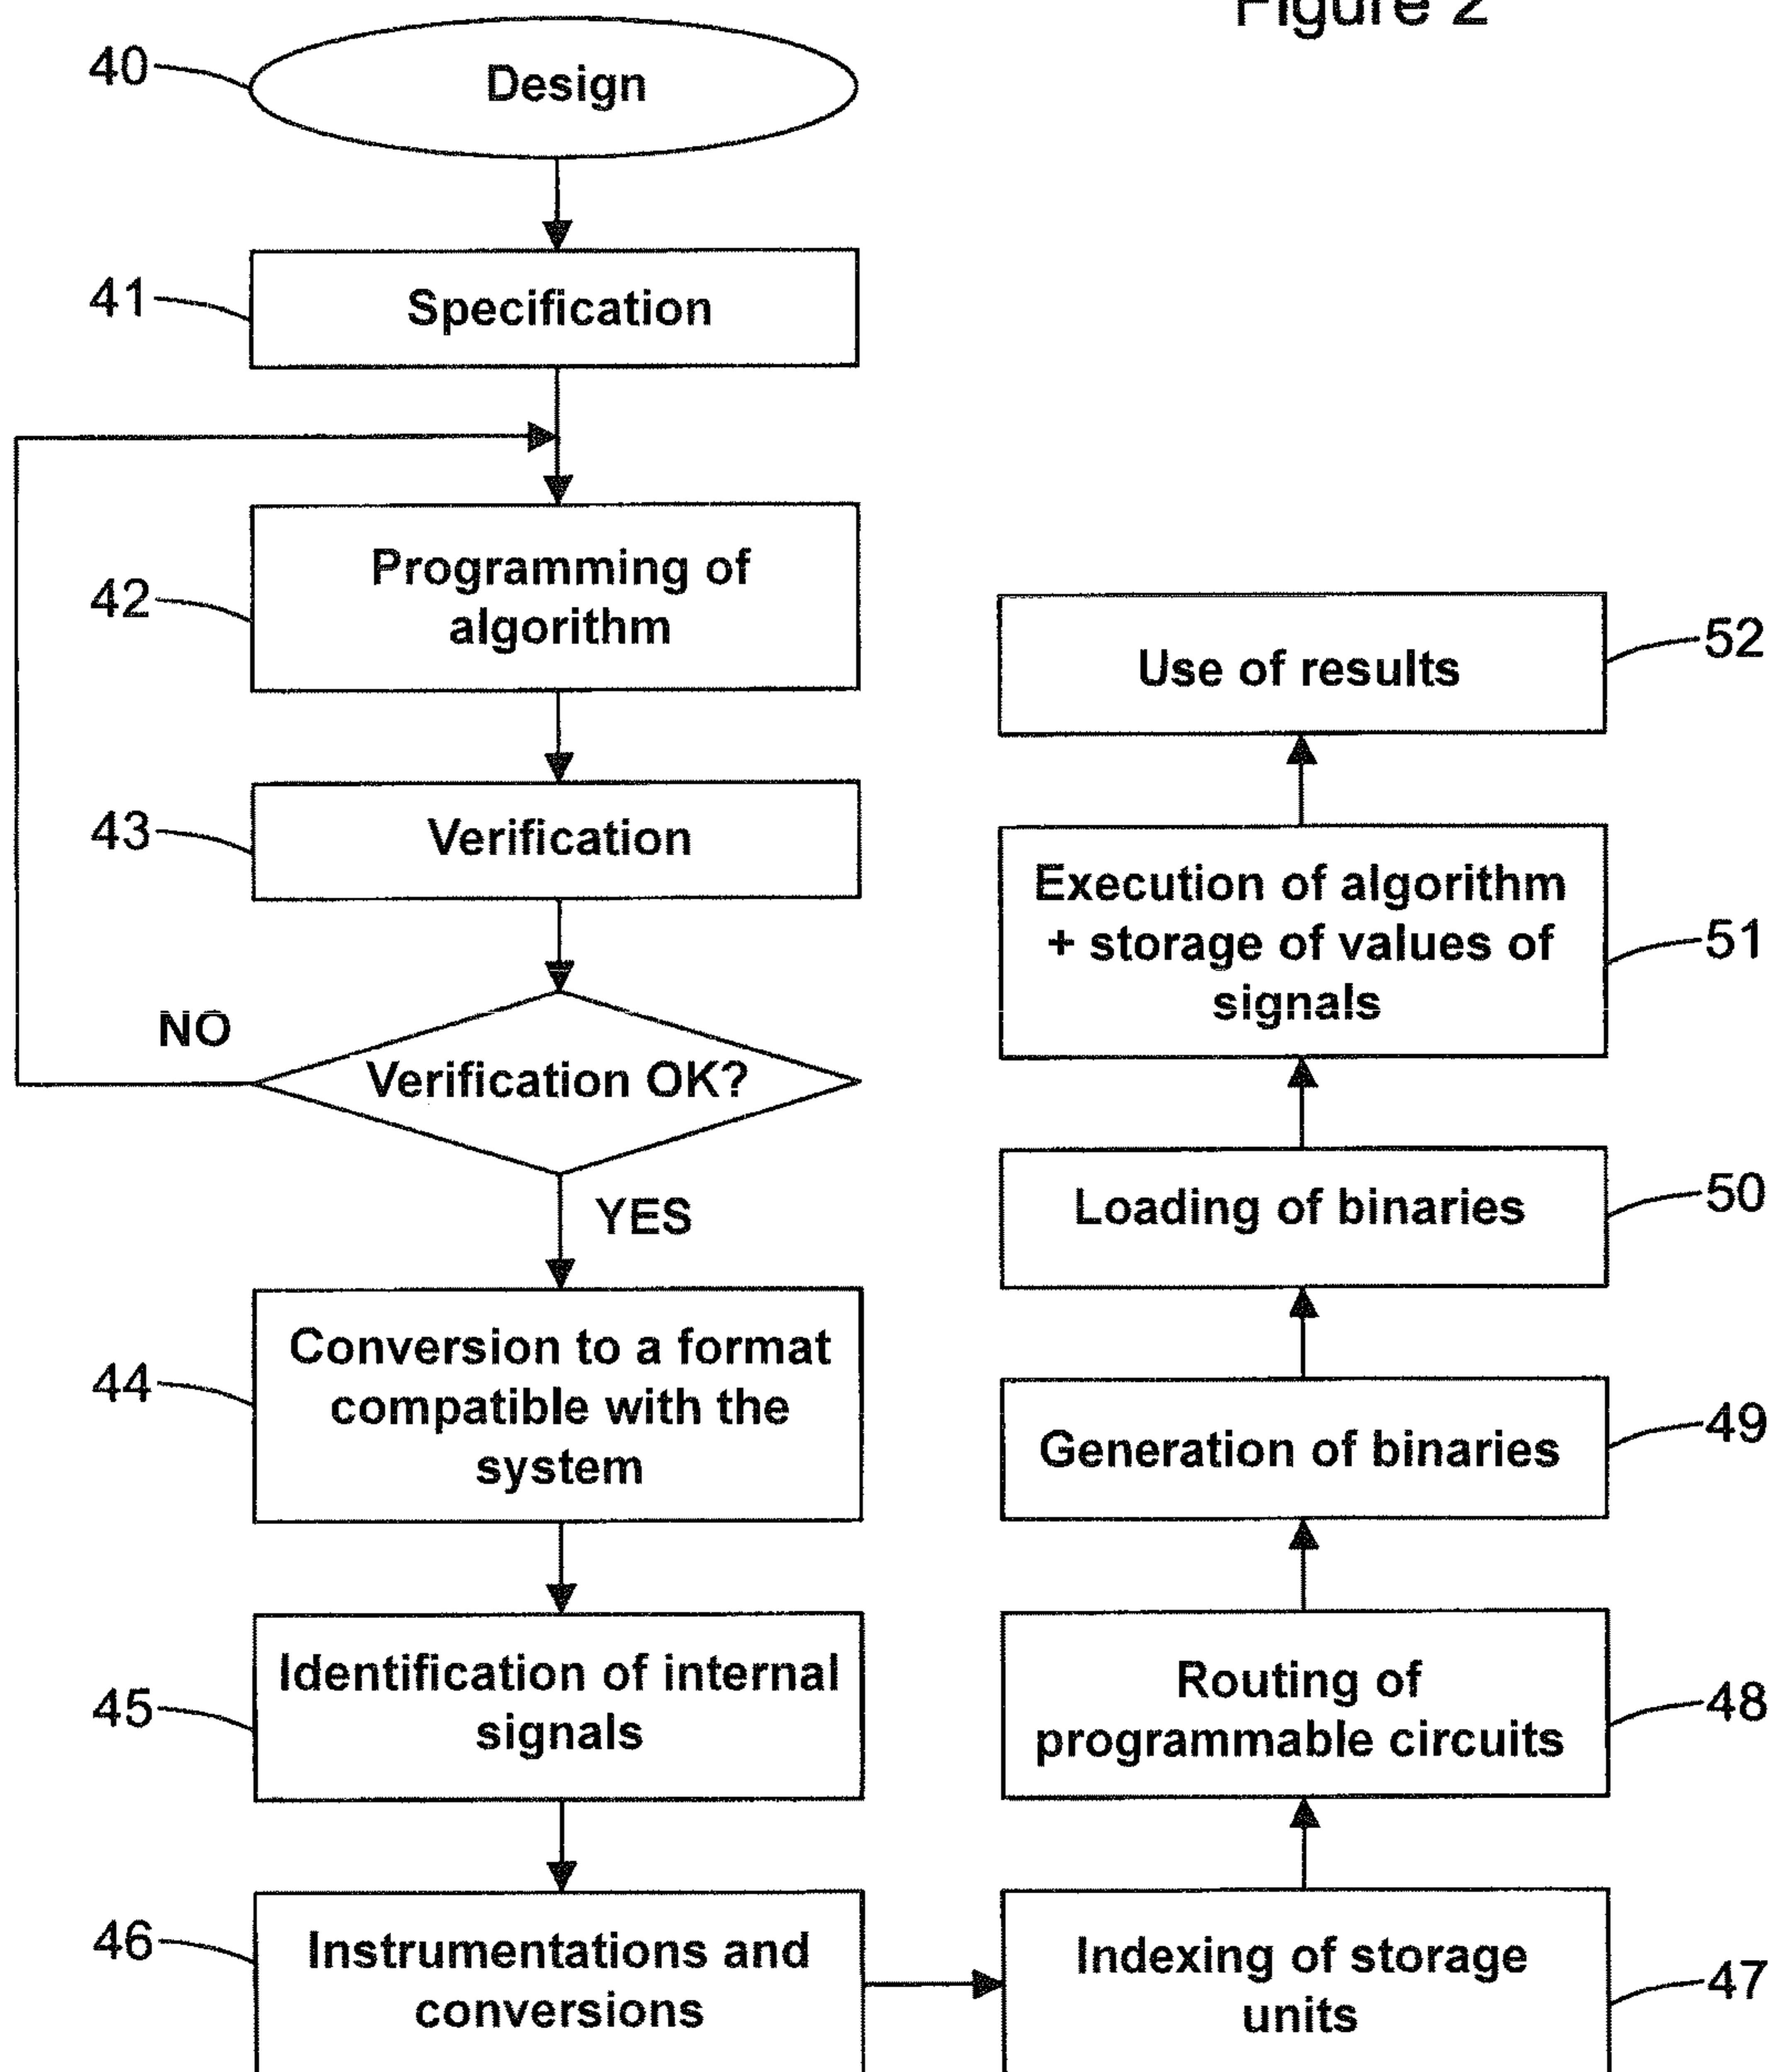 Figure 2
40
Design
41
Specification
42
Programming of
algorithm
43
Verification
NO
Verification OK?
YES
44
Conversion to a format
compatible with the
system
45
Identification of internal
signals
46
Instrumentations and
conversions
Indexing of storage
units
47
Routing of
programmable circuits
48
Generation of binaries
49
Loading of binaries
50
Execution of algorithm
+ storage of values of
signals
51
Use of results
52